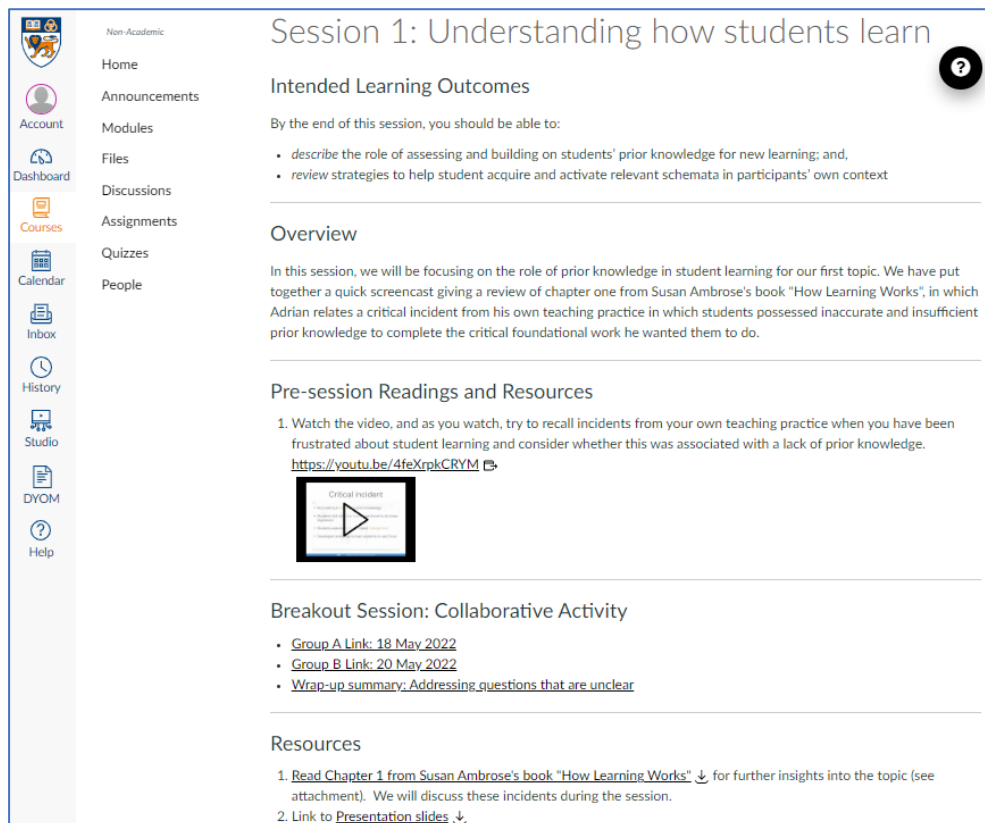 Non-Academic
Home
Announcements
Modules
Files
Discussions
Assignments
Quizzes
People
Account
Dashboard
Courses
Calendar
Inbox
History
Studio
DYOM
Help
Session 1: Understanding how students learn
?
Intended Learning Outcomes
By the end of this session, you should be able to:
• describe the role of assessing and building on students' prior knowledge for new learning; and,
• review strategies to help student acquire and activate relevant schemata in participants' own context
Overview
In this session, we will be focusing on the role of prior knowledge in student learning for our first topic. We have put
together a quick screencast giving a review of chapter one from Susan Ambrose's book "How Learning Works", in which
Adrian relates a critical incident from his own teaching practice in which students possessed inaccurate and insufficient
prior knowledge to complete the critical foundational work he wanted them to do.
Pre-session Readings and Resources
1. Watch the video, and as you watch, try to recall incidents from your own teaching practice when you have been
frustrated about student learning and consider whether this was associated with a lack of prior knowledge.
https://youtu.be/4feXrpkCRYM
Critical incident
Breakout Session: Collaborative Activity
• Group A Link: 18 May 2022
• Group B Link: 20 May 2022
• Wrap-up summary: Addressing questions that are unclear
Resources
1. Read Chapter 1 from Susan Ambrose's book "How Learning Works" for further insights into the topic (see
attachment). We will discuss these incidents during the session.
2. Link to Presentation slides